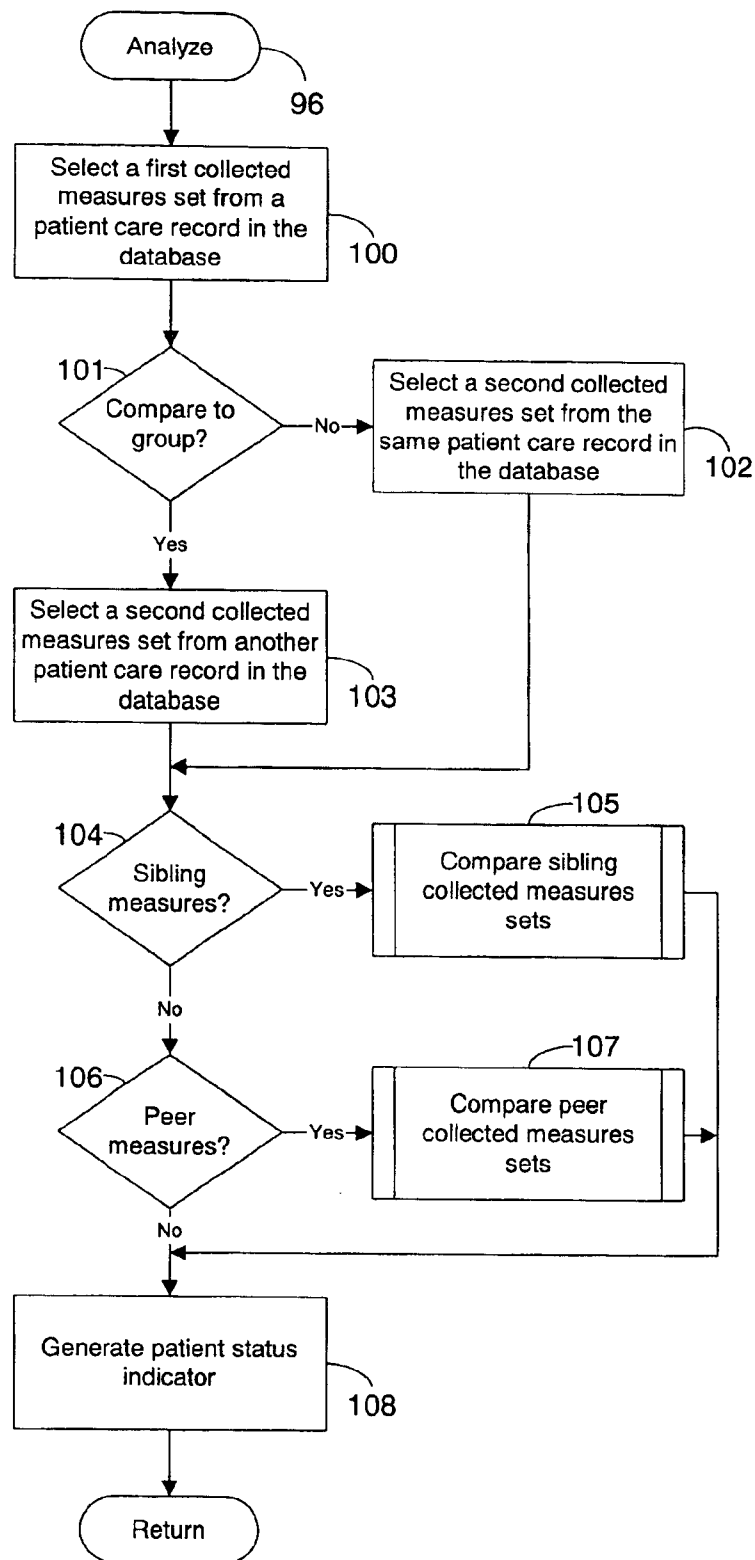 Analyze
96
Select a first collected
measures set from a
patient care record in the
database
100
101
Compare to
group?
No
Select a second collected
measures set from the
same patient care record in
the database
102
Yes
Select a second collected
measures set from another
patient care record in the
database
103
104
Sibling
measures?
Yes
105
Compare sibling
collected measures
sets
No
106
Peer
measures?
Yes
107
Compare peer
collected measures
sets
No
Generate patient status
indicator
108
Return